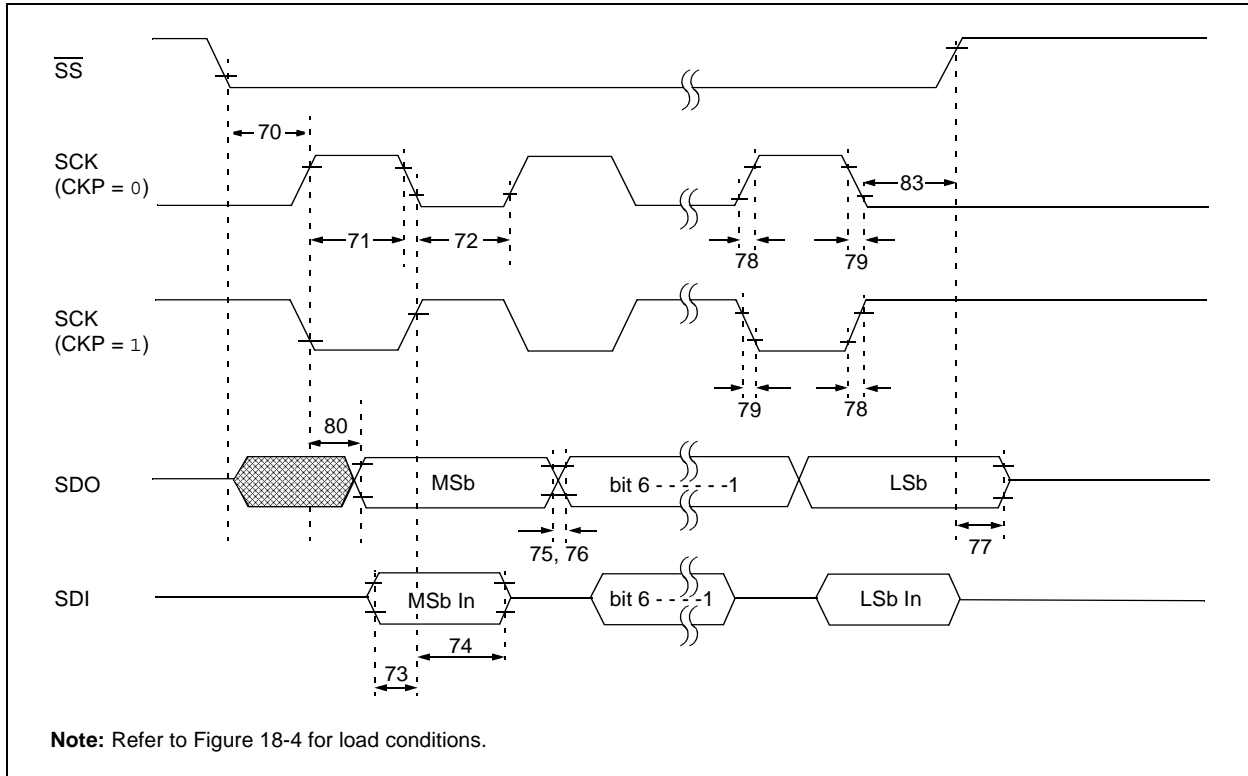 SS
70
SCK
(CKP = 0)
83
71
72
78
79
SCK
(CKP = 1)
79
78
80
SDO
MSb
bit 6 - - - - - - -1
LSb
75, 76
77
SDI
MSb In
bit 6 - - - - -1
LSb In
74
73
Note: Refer to Figure 18-4 for load conditions.